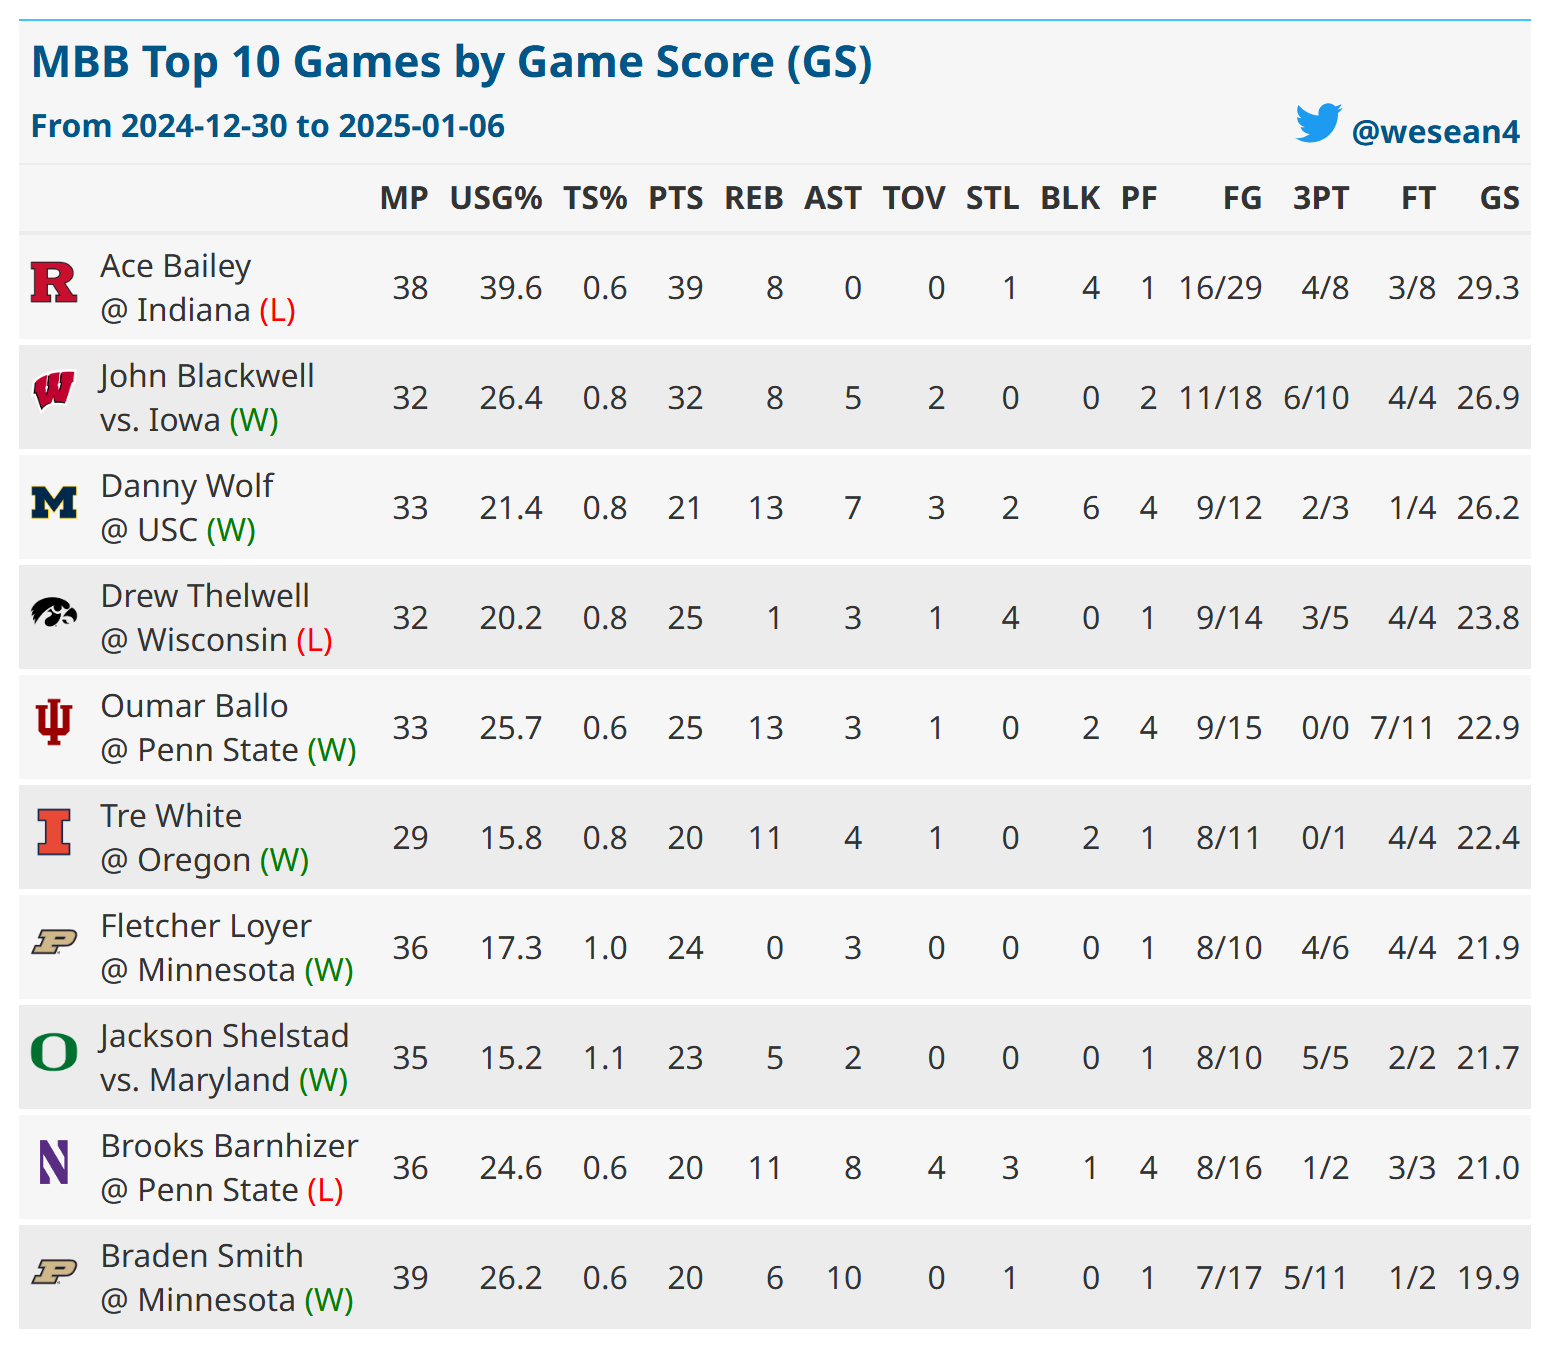 MBB Top 10 Games by Game Score (GS)
From 2024-12-30 to 2025-01-06
@wesean4
MP USG% TS% PTS REB AST TOV STL BLK PF FG 3PT FT GS
R
Ace Bailey
@ Indiana (L)
38 39.6 0.6 39 8 0 0 1 4 1 16/29 4/8 3/8 29.3
W
John Blackwell
vs. Iowa (W)
32 26.4 0.8 32 8 5 2 0 0 2 11/18 6/10 4/4 26.9
M
Danny Wolf
@ USC (W)
33 21.4 0.8 21 13 7 3 2 6 4 9/12 2/3 1/4 26.2
Drew Thelwell
@ Wisconsin (L)
32 20.2 0.8 25 1 3 1 4 0 1 9/14 3/5 4/4 23.8
Oumar Ballo
@ Penn State (W)
33 25.7 0.6 25 13 3 1 0 2 4 9/15 0/0 7/11 22.9
I
Tre White
@ Oregon (W)
29 15.8 0.8 20 11 4 1 0 2 1 8/11 0/1 4/4 22.4
P
Fletcher Loyer
@ Minnesota (W)
36 17.3 1.0 24 0 3 0 0 0 1 8/10 4/6 4/4 21.9
O
Jackson Shelstad
vs. Maryland (W)
35 15.2 1.1 23 5 2 0 0 0 1 8/10 5/5 2/2 21.7
N
Brooks Barnhizer
@ Penn State (L)
36 24.6 0.6 20 11 8 4 3 1 4 8/16 1/2 3/3 21.0
P
Braden Smith
@ Minnesota (W)
39 26.2 0.6 20 6 10 0 1 0 1 7/17 5/11 1/2 19.9